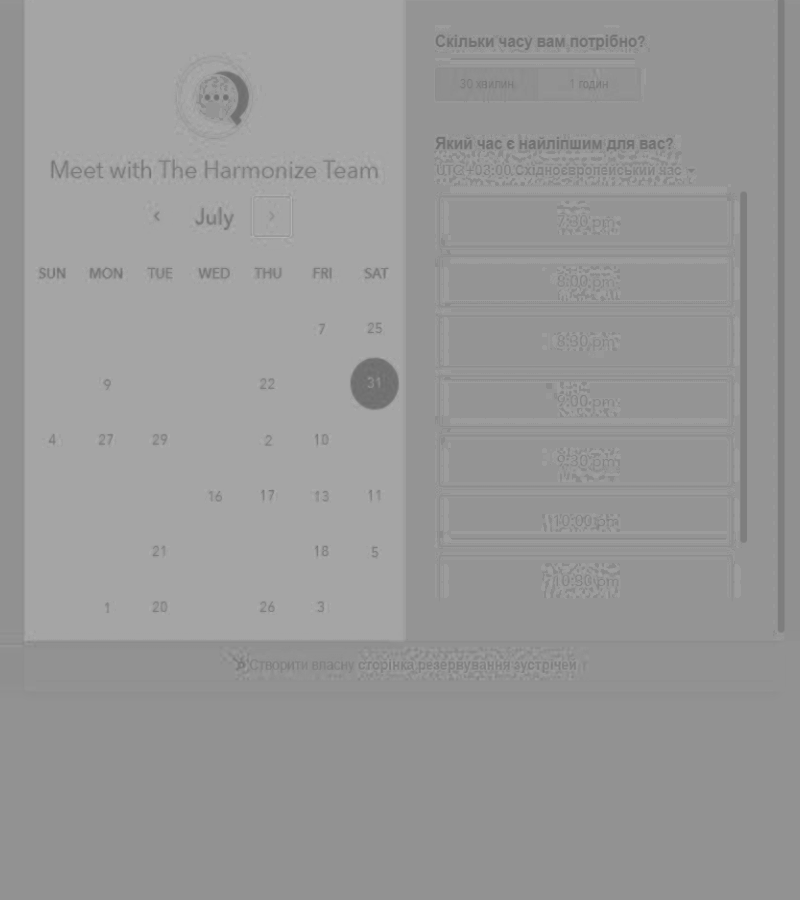 Meet with The Harmonize Team
‹ July ›
SUN MON TUE WED THU FRI SAT
7 25
9 22 31
4 27 29 2 10
16 17 13 11
21 18 5
1 20 26 3
Скільки часу вам потрібно?
30 хвилин 1 годин
Який час є найліпшим для вас?
UTC+03:00 Східноєвропейський час
7:30 pm
8:00 pm
8:30 pm
9:00 pm
9:30 pm
10:00 pm
10:30 pm
Створити власну сторінка резервування зустрічей